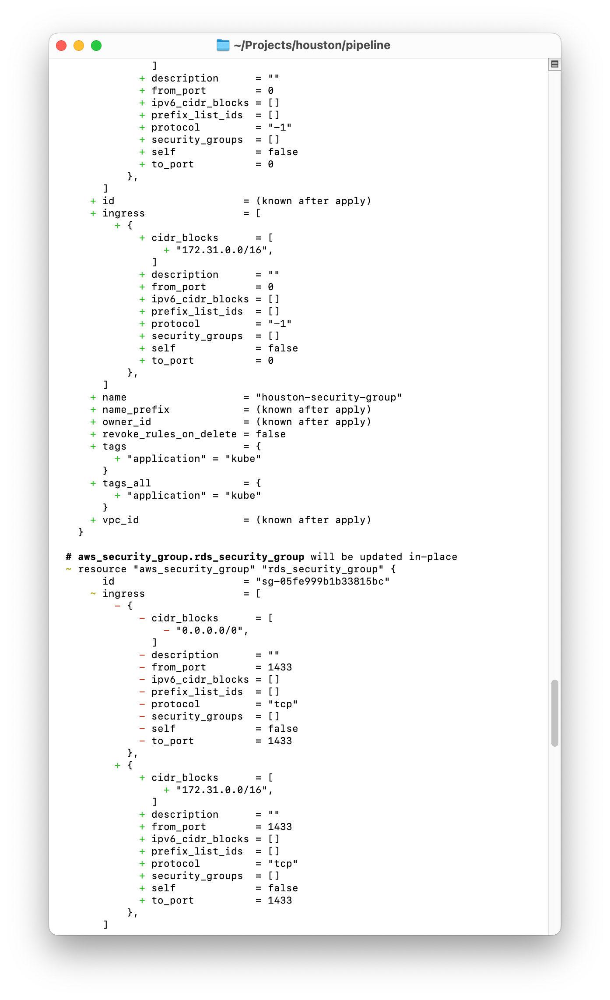 ~/Projects/houston/pipeline
]
+ description      = ""
+ from_port        = 0
+ ipv6_cidr_blocks = []
+ prefix_list_ids  = []
+ protocol         = "-1"
+ security_groups  = []
+ self             = false
+ to_port          = 0
},
]
+ id                     = (known after apply)
+ ingress                = [
+ {
+ cidr_blocks      = [
+ "172.31.0.0/16",
]
+ description      = ""
+ from_port        = 0
+ ipv6_cidr_blocks = []
+ prefix_list_ids  = []
+ protocol         = "-1"
+ security_groups  = []
+ self             = false
+ to_port          = 0
},
]
+ name                   = "houston-security-group"
+ name_prefix            = (known after apply)
+ owner_id               = (known after apply)
+ revoke_rules_on_delete = false
+ tags                   = {
+ "application" = "kube"
}
+ tags_all               = {
+ "application" = "kube"
}
+ vpc_id                 = (known after apply)
}
# aws_security_group.rds_security_group will be updated in-place
~ resource "aws_security_group" "rds_security_group" {
id                     = "sg-05fe999b1b33815bc"
~ ingress                = [
- {
- cidr_blocks      = [
- "0.0.0.0/0",
]
- description      = ""
- from_port        = 1433
- ipv6_cidr_blocks = []
- prefix_list_ids  = []
- protocol         = "tcp"
- security_groups  = []
- self             = false
- to_port          = 1433
},
+ {
+ cidr_blocks      = [
+ "172.31.0.0/16",
]
+ description      = ""
+ from_port        = 1433
+ ipv6_cidr_blocks = []
+ prefix_list_ids  = []
+ protocol         = "tcp"
+ security_groups  = []
+ self             = false
+ to_port          = 1433
},
]